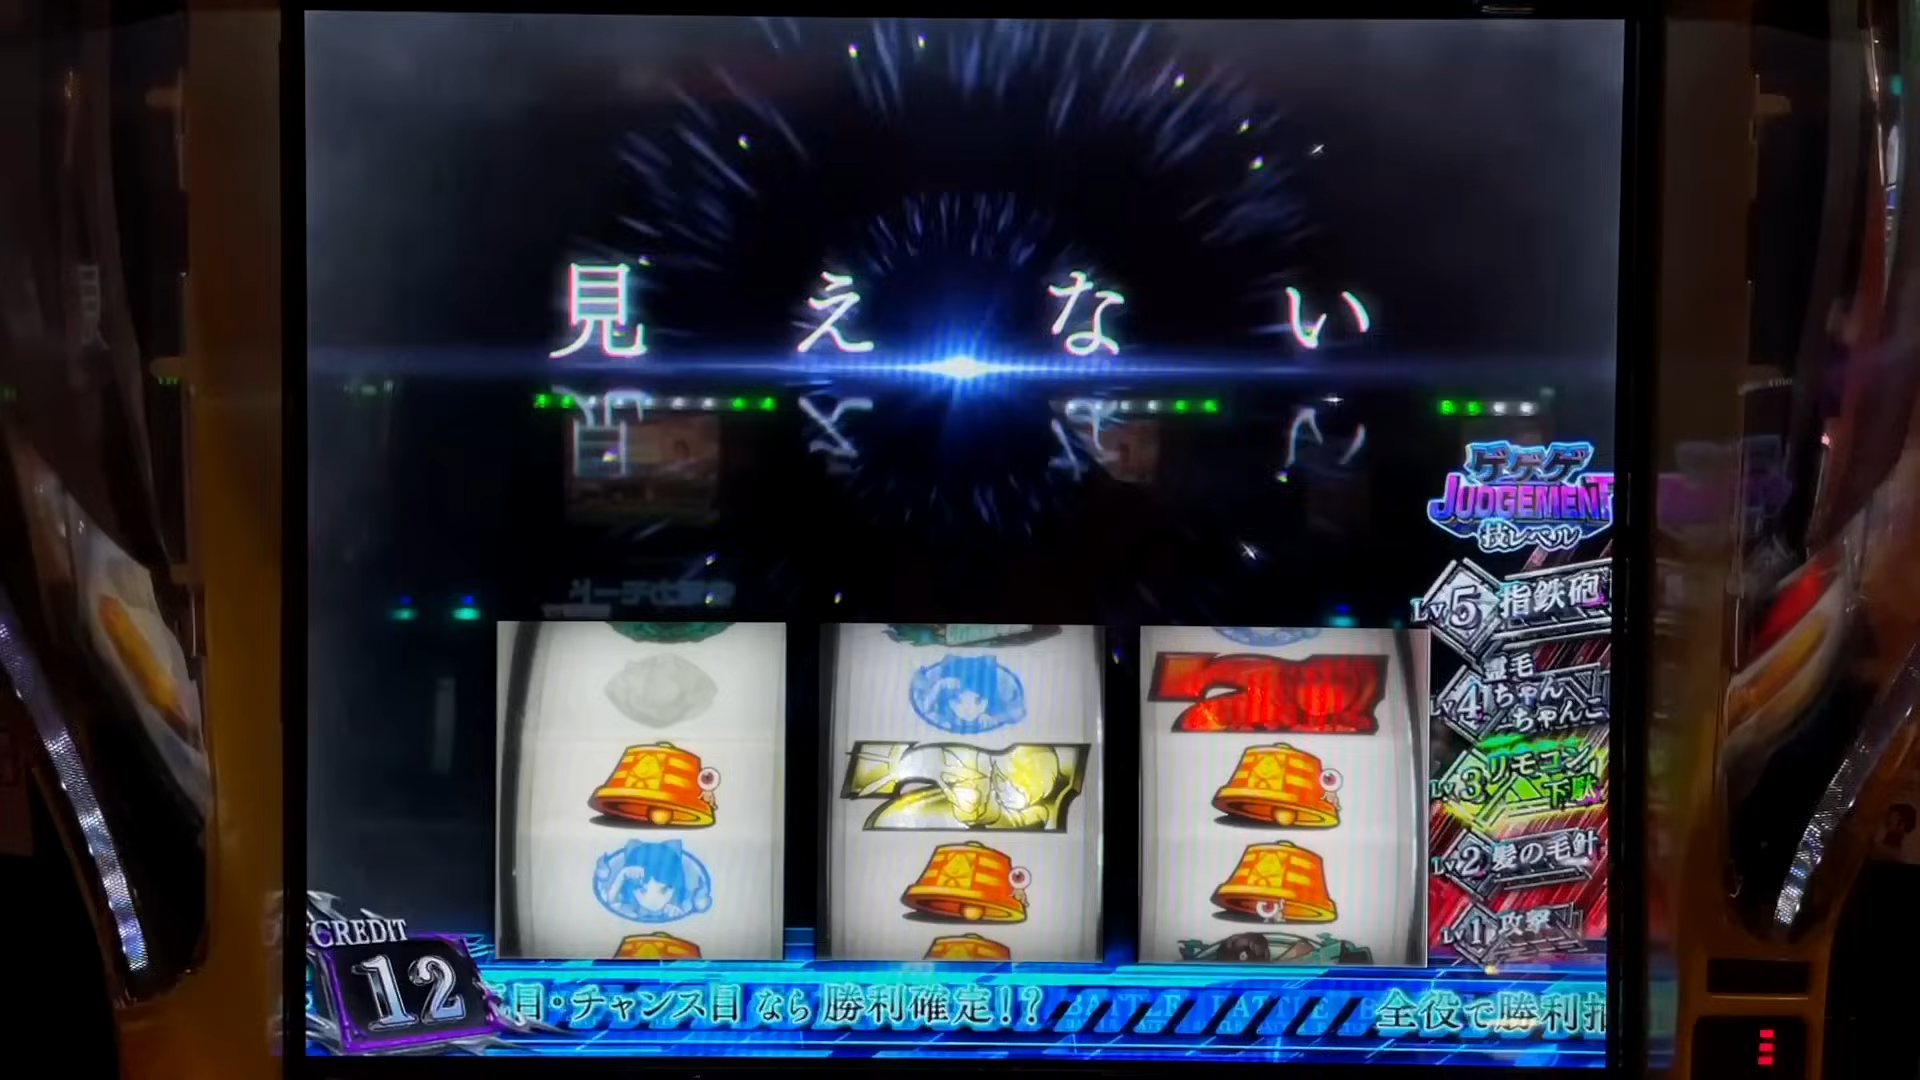 見えない
ゲゲゲ
JUDGEMENT
技レベル
Lv5 指鉄砲
Lv4 霊毛ちゃんちゃんこ
Lv3 リモコン下駄
Lv2 髪の毛針
Lv1 攻撃
CREDIT
12
目・チャンス目なら勝利確定!? BATTLE BATTLE 全役で勝利